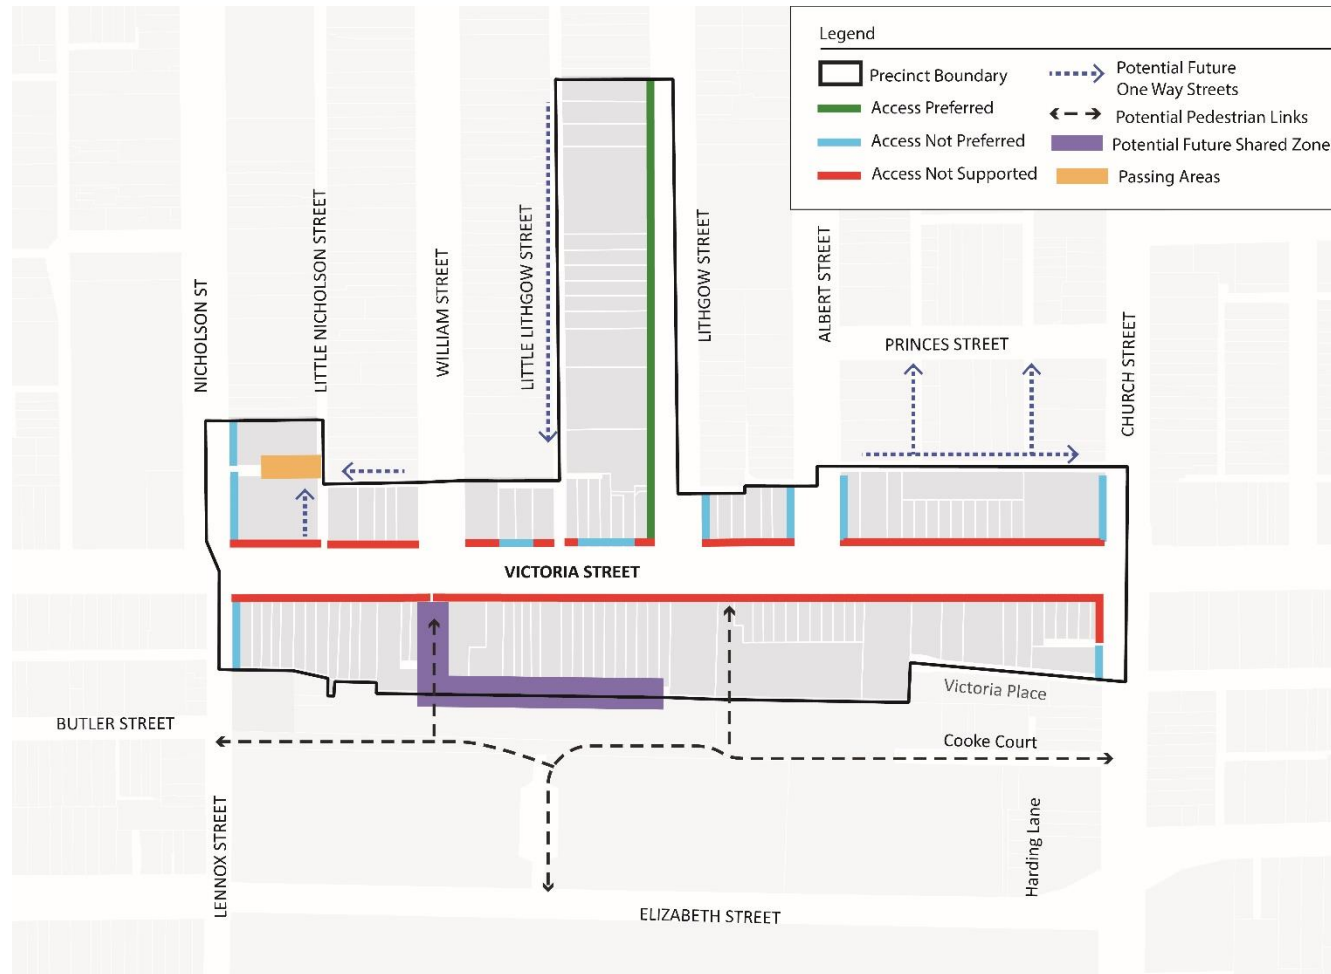 Legend
Precinct Boundary
Access Preferred
Access Not Preferred
Access Not Supported
Potential Future
One Way Streets
Potential Pedestrian Links
Potential Future Shared Zone
Passing Areas
NICHOLSON ST
LITTLE NICHOLSON STREET
WILLIAM STREET
LITTLE LITHGOW STREET
LITHGOW STREET
ALBERT STREET
PRINCES STREET
CHURCH STREET
VICTORIA STREET
Victoria Place
BUTLER STREET
Cooke Court
LENNOX STREET
Harding Lane
ELIZABETH STREET